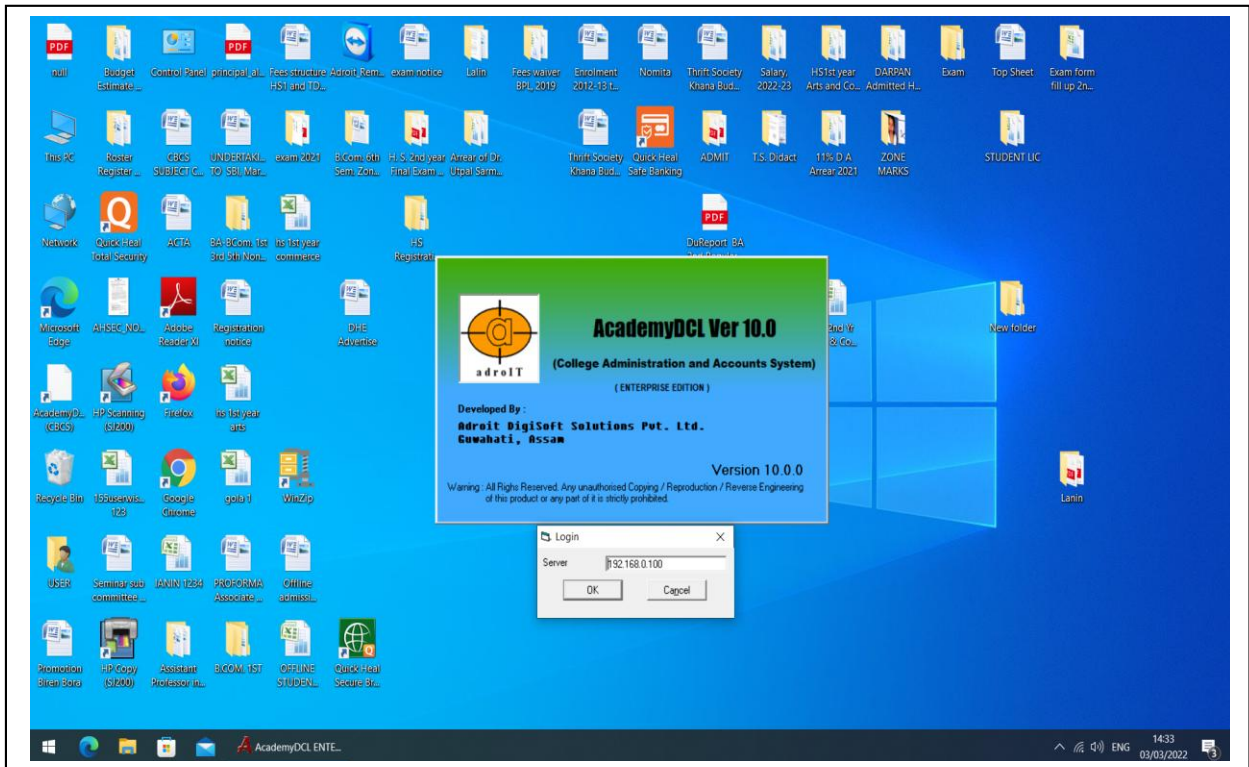 null
Budget
Estimate ...
Control Panel
principal_al...
Fees structure
HS1 and TD...
Adroit_Rem...
exam notice
Lalin
Fees waiver
BPL 2019
Enrolment
2012-13 t...
Nomita
Thrift Society
Khana Bud...
Salary,
2022-23
HS1st year
Arts and Co...
DARPAN
Admitted H...
Exam
Top Sheet
Exam form
fill up 2n...
This PC
Roster
Register ...
CBCS
SUBJECT C...
UNDERTAKI...
TO SBI, Mar...
exam 2021
B.Com. 6th
Sem. Zon...
H. S. 2nd year
Final Exam ...
Arrear of Dr.
Utpal Sarm...
Thrift Society
Khana Bud...
Quick Heal
Safe Banking
ADMIT
T.S. Didact
11% D A
Arrear 2021
ZONE
MARKS
STUDENT LIC
Network
Quick Heal
Total Security
ACTA
BA-BCom. 1st
3rd 5th Non...
hs 1st year
commerce
HS
Registrati...
PDF
DuReport_BA
Microsoft
Edge
AHSEC_NO...
Adobe
Reader XI
Registration
notice
DHE
Advertise
2nd Yr
& Co...
New folder
AcademyD...
(CBCS)
HP Scanning
(SJ200)
Firefox
hs 1st year
arts
Recycle Bin
155userwis...
123
Google
Chrome
gola 1
WinZip
Lanin
USER
Seminar sub
committee ...
JANIN 1234
PROFORMA
Associate ...
Offline
admissi...
Promotion
Biren Bora
HP Copy
(SJ200)
Assistant
Professor in...
B.COM. 1ST
OFFLINE
STUDEN...
Quick Heal
Secure Br...
adroIT
AcademyDCL Ver 10.0
(College Administration and Accounts System)
( ENTERPRISE EDITION )
Developed By :
Adroit DigiSoft Solutions Pvt. Ltd.
Guwahati, Assam
Version 10.0.0
Warning : All Righs Reserved. Any unauthorised Copying / Reproduction / Reverse Engineering
of this product or any part of it is strictly prohibited.
Login
Server 192.168.0.100
OK Cancel
AcademyDCL ENTE...
ENG
14:33
03/03/2022
3